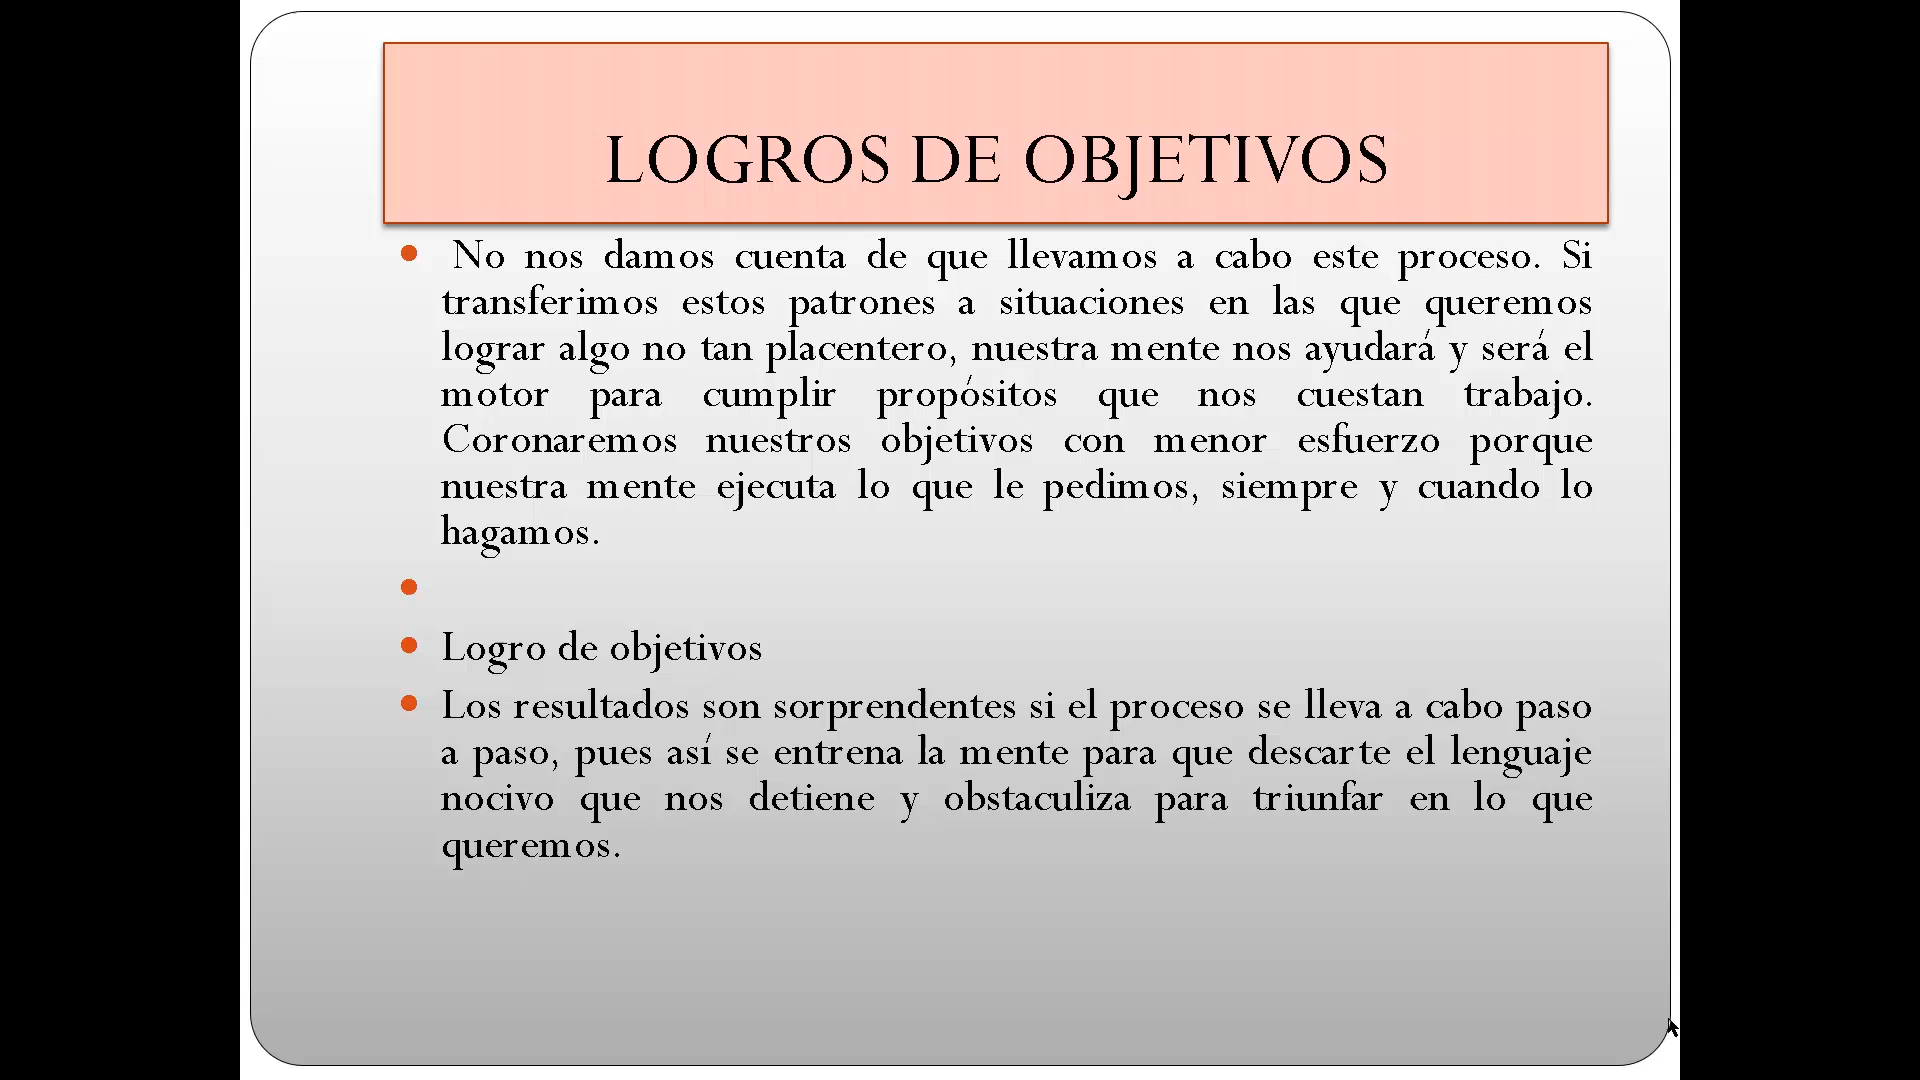 LOGROS DE OBJETIVOS
No nos damos cuenta de que llevamos a cabo este proceso. Si
transferimos estos patrones a situaciones en las que queremos
lograr algo no tan placentero, nuestra mente nos ayudará y será el
motor para cumplir propósitos que nos cuestan trabajo.
Coronaremos nuestros objetivos con menor esfuerzo porque
nuestra mente ejecuta lo que le pedimos, siempre y cuando lo
hagamos.
Logro de objetivos
Los resultados son sorprendentes si el proceso se lleva a cabo paso
a paso, pues así se entrena la mente para que descarte el lenguaje
nocivo que nos detiene y obstaculiza para triunfar en lo que
queremos.